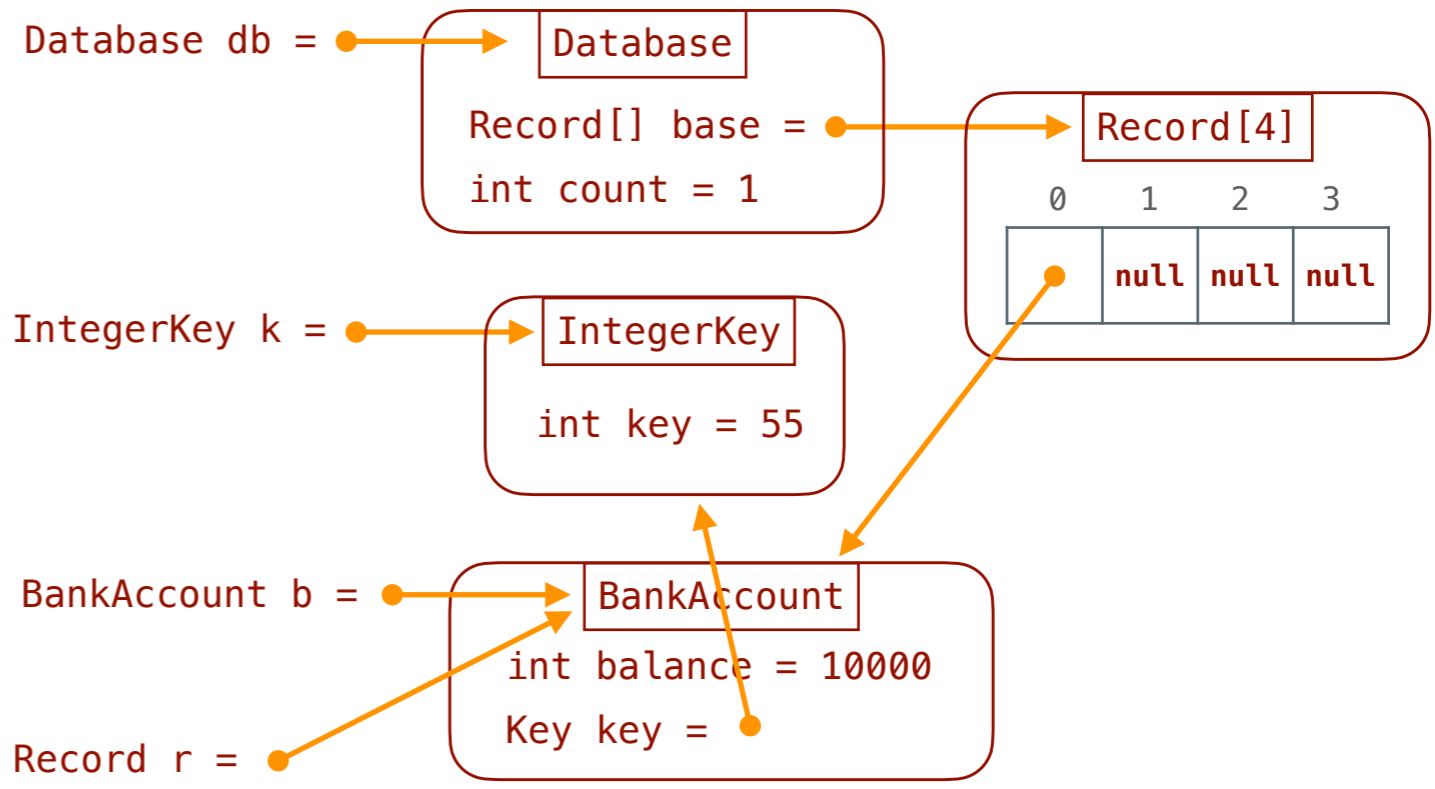 Database db =
Database
Record[] base =
int count = 1
Record[4]
0 1 2 3
null null null
IntegerKey k =
IntegerKey
int key = 55
BankAccount b =
BankAccount
int balance = 10000
Key key =
Record r =